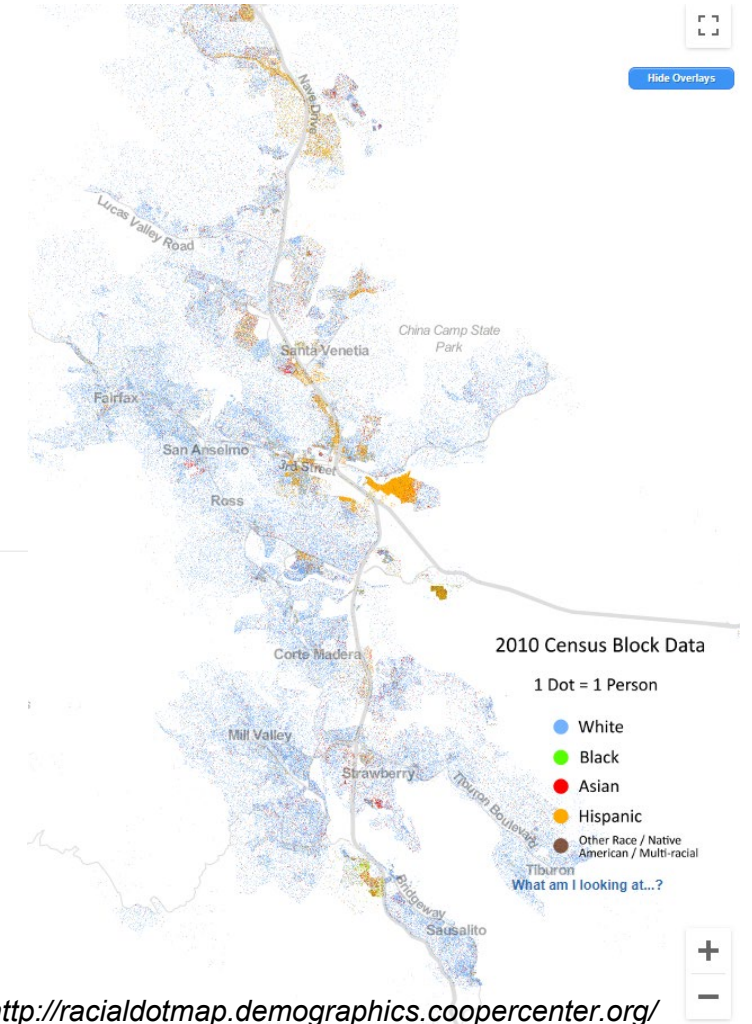 Hide Overlays
Nave Drive
Lucas Valley Road
China Camp State
Park
Santa Venetia
Fairfax
San Anselmo
3rd Street
Ross
2010 Census Block Data
Corte Madera
1 Dot = 1 Person
White
Mill Valley
Black
Strawberry
Asian
Tiburon Boulevard
Hispanic
Other Race / Native
American / Multi-racial
Tiburon
What am I looking at...?
Bridgeway
Sausalito
+
−
http://racialdotmap.demographics.coopercenter.org/